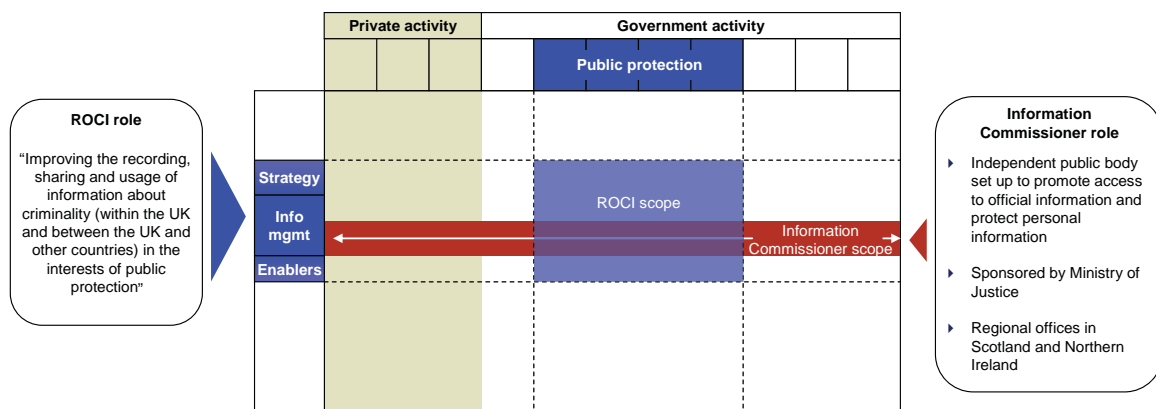 Private activity
Government activity
Public protection
ROCI role
“Improving the recording,
sharing and usage of
information about
criminality (within the UK
and between the UK and
other countries) in the
interests of public
protection”
Strategy
Info
mgmt
Enablers
ROCI scope
Information
Commissioner scope
Information
Commissioner role
Independent public body
set up to promote access
to official information and
protect personal
information
Sponsored by Ministry of
Justice
Regional offices in
Scotland and Northern
Ireland